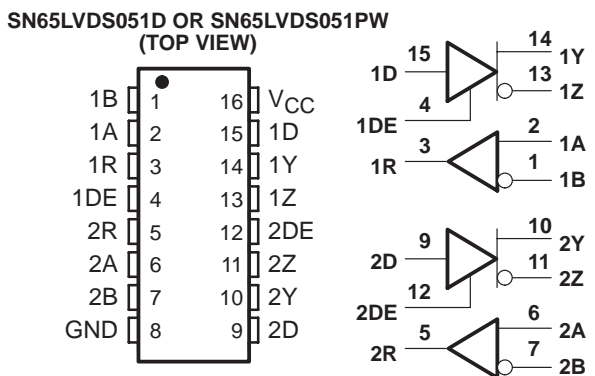 SN65LVDS051D OR SN65LVDS051PW
(TOP VIEW)
1B 1 16 VCC
1A 2 15 1D
1R 3 14 1Y
1DE 4 13 1Z
2R 5 12 2DE
2A 6 11 2Z
2B 7 10 2Y
GND 8 9 2D
15 14
1D 1Y
13
1Z
4
1DE
3 2
1R 1A
1
1B
9 10
2D 2Y
11
2Z
12
2DE
5 6
2R 2A
7
2B